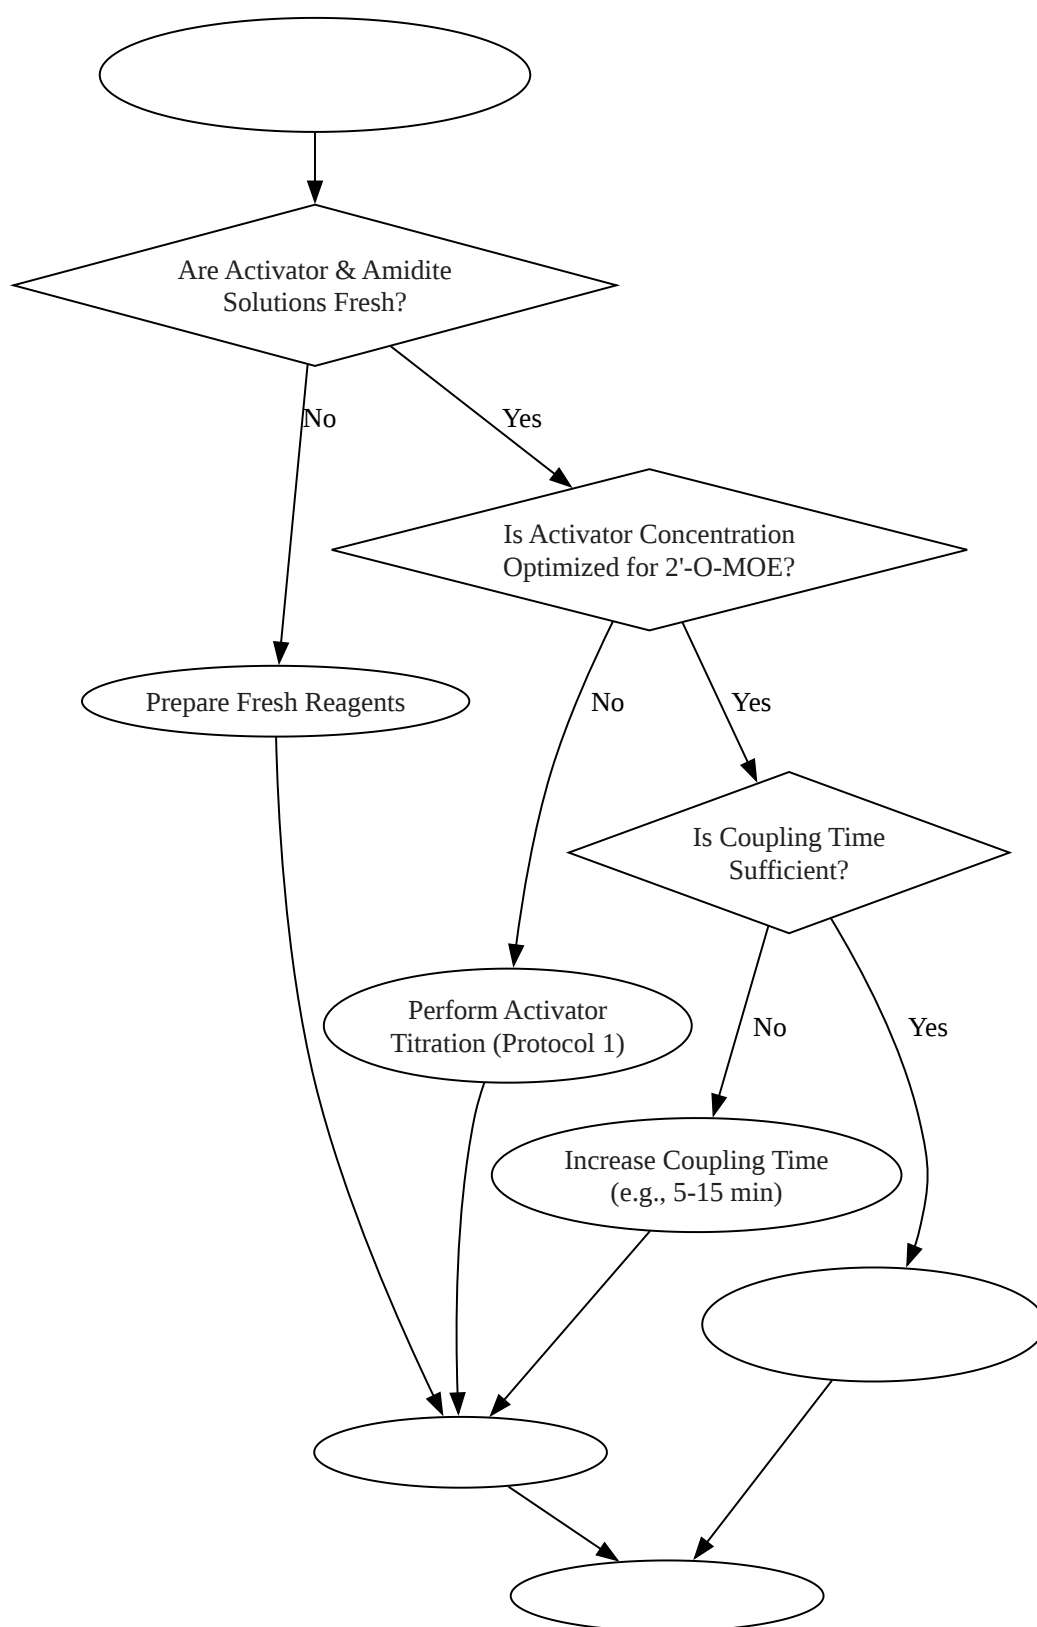 Are Activator & Amidite
Solutions Fresh?
No
Yes
Is Activator Concentration
Optimized for 2'-O-MOE?
Prepare Fresh Reagents
No
Yes
Is Coupling Time
Sufficient?
Perform Activator
Titration (Protocol 1)
No
Yes
Increase Coupling Time
(e.g., 5-15 min)